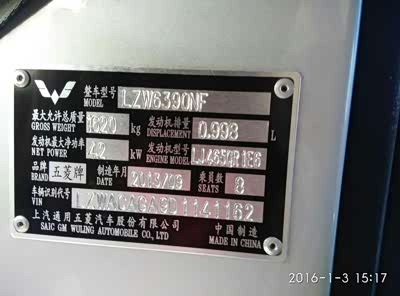 整车型号 MODEL LZW6390NF
最大允许总质量 GROSS WEIGHT 1620 kg 发动机排量 DISPLACEMENT 0.998 L
发动机最大净功率 NET POWER 42 kW 发动机型号 ENGINE MODEL LJ465QR1E6
品牌 BRAND 五菱牌 制造年月 DATE 2013/09 乘员数 SEATS 8
车辆识别代号 VIN LZWACAGA9D1141162
上汽通用五菱汽车股份有限公司 中国制造
SAIC GM WULING AUTOMOBILE CO., LTD MADE IN CHINA
2016-1-3 15:17